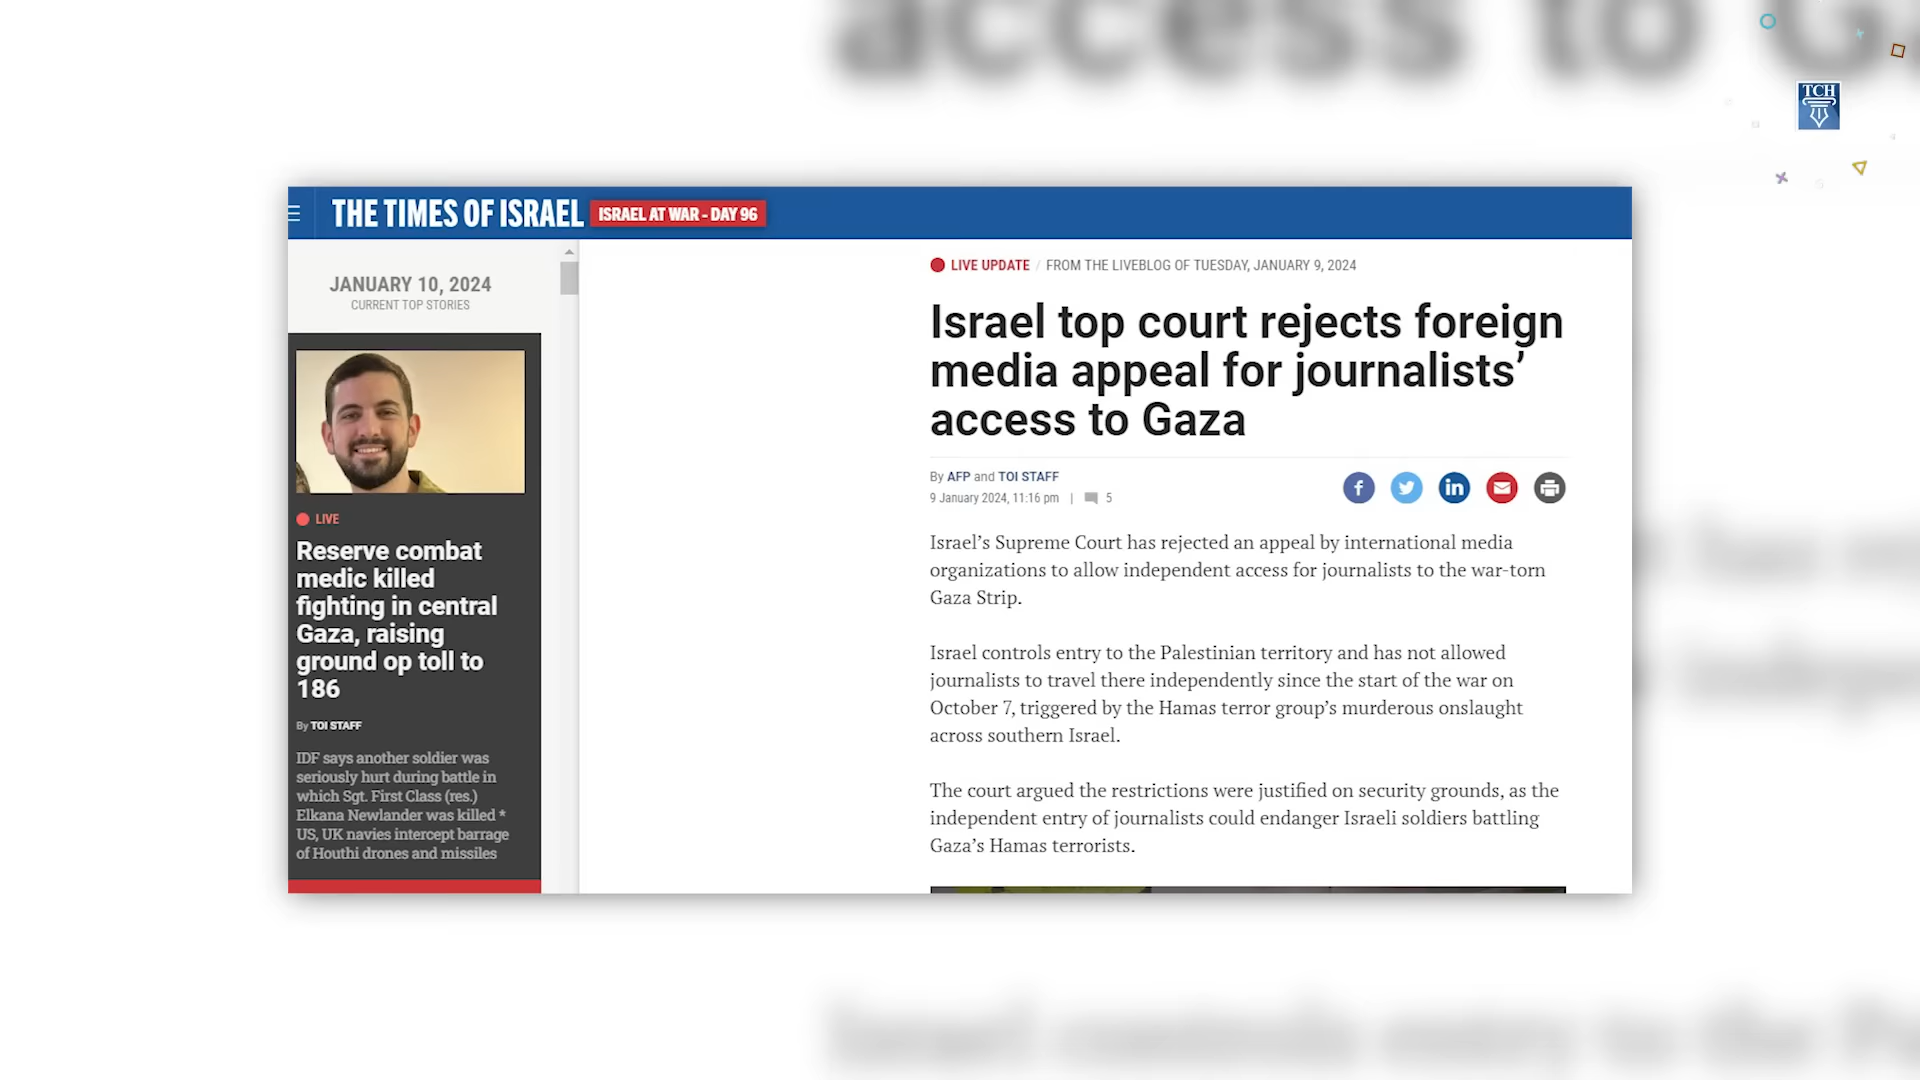 access to G
TCH
THE TIMES OF ISRAEL
ISRAEL AT WAR - DAY 96
JANUARY 10, 2024
CURRENT TOP STORIES
LIVE
Reserve combat
medic killed
fighting in central
Gaza, raising
ground op toll to
186
By TOI STAFF
IDF says another soldier was
seriously hurt during battle in
which Sgt. First Class (res.)
Elkana Newlander was killed *
US, UK navies intercept barrage
of Houthi drones and missiles
LIVE UPDATE / FROM THE LIVEBLOG OF TUESDAY, JANUARY 9, 2024
Israel top court rejects foreign
media appeal for journalists’
access to Gaza
By AFP and TOI STAFF
9 January 2024, 11:16 pm | 5
Israel’s Supreme Court has rejected an appeal by international media
organizations to allow independent access for journalists to the war-torn
Gaza Strip.
Israel controls entry to the Palestinian territory and has not allowed
journalists to travel there independently since the start of the war on
October 7, triggered by the Hamas terror group’s murderous onslaught
across southern Israel.
The court argued the restrictions were justified on security grounds, as the
independent entry of journalists could endanger Israeli soldiers battling
Gaza’s Hamas terrorists.
Israel controls entry to the Pa